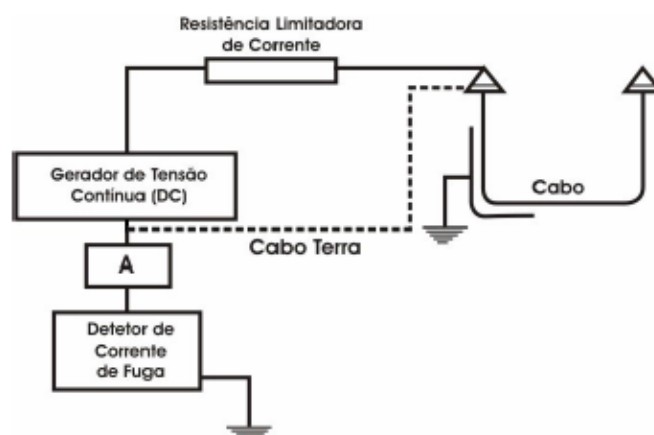 Resistência Limitadora
de Corrente
Gerador de Tensão
Contínua (DC)
Cabo
Cabo Terra
A
Detetor de
Corrente
de Fuga